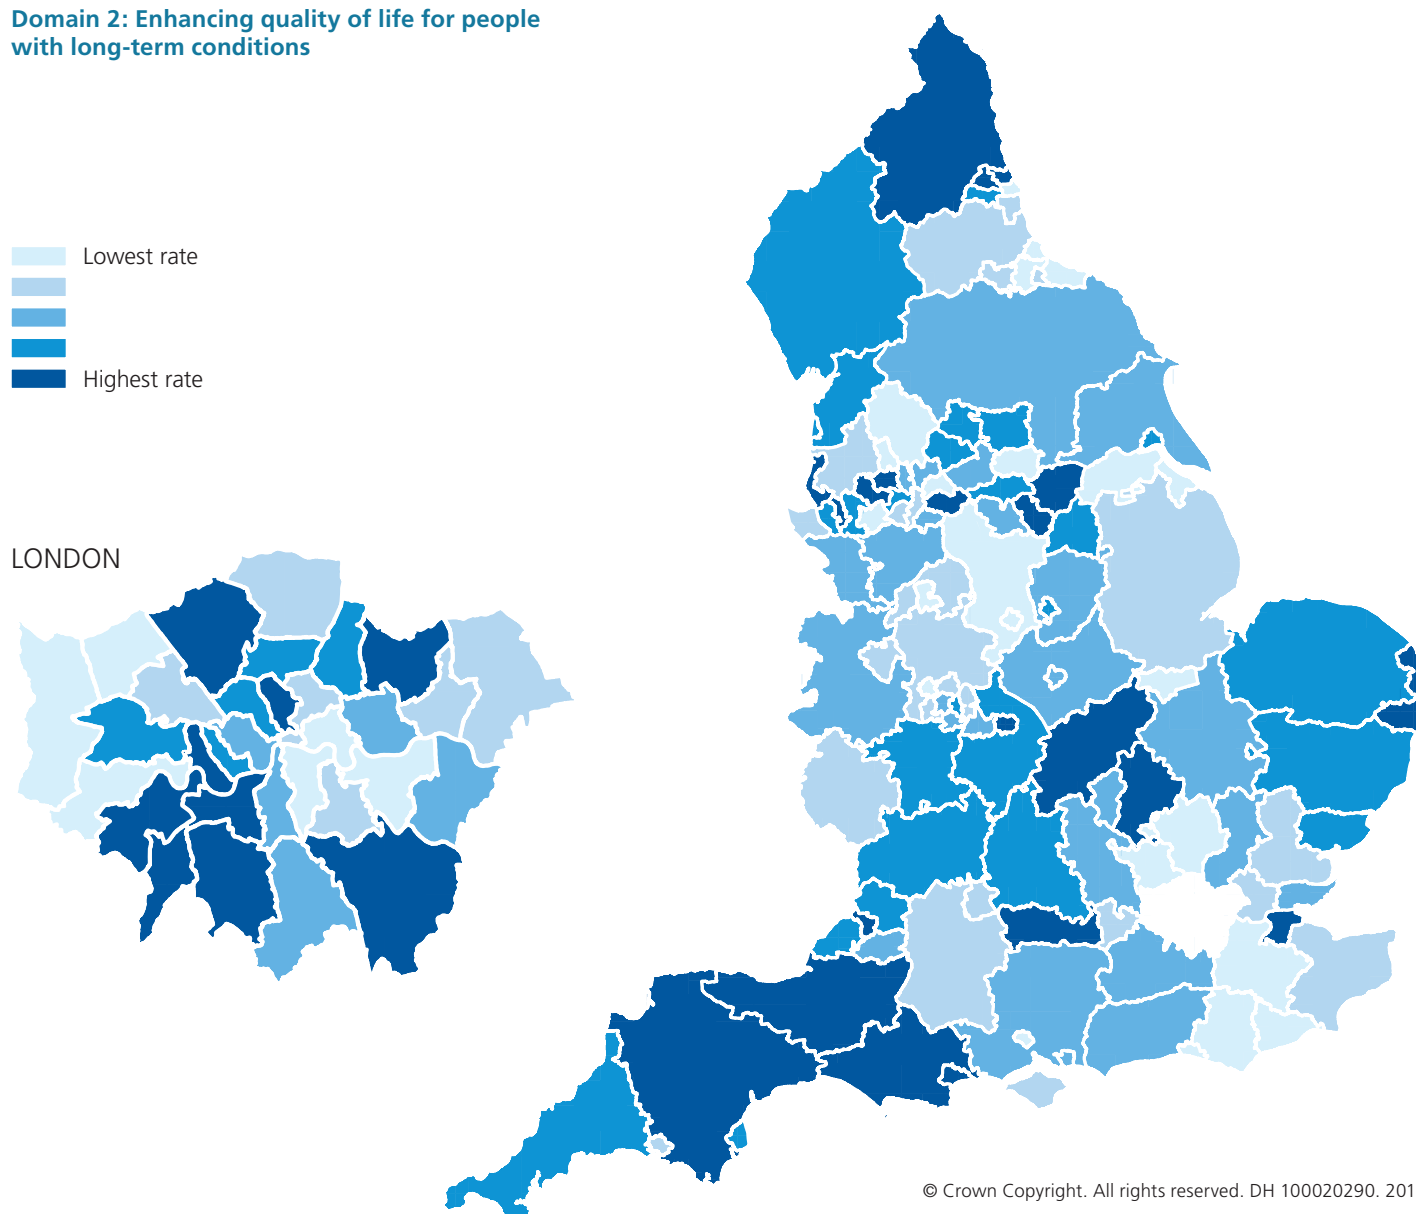 Domain 2: Enhancing quality of life for people
with long-term conditions
Lowest rate
Highest rate
LONDON
© Crown Copyright. All rights reserved. DH 100020290. 201